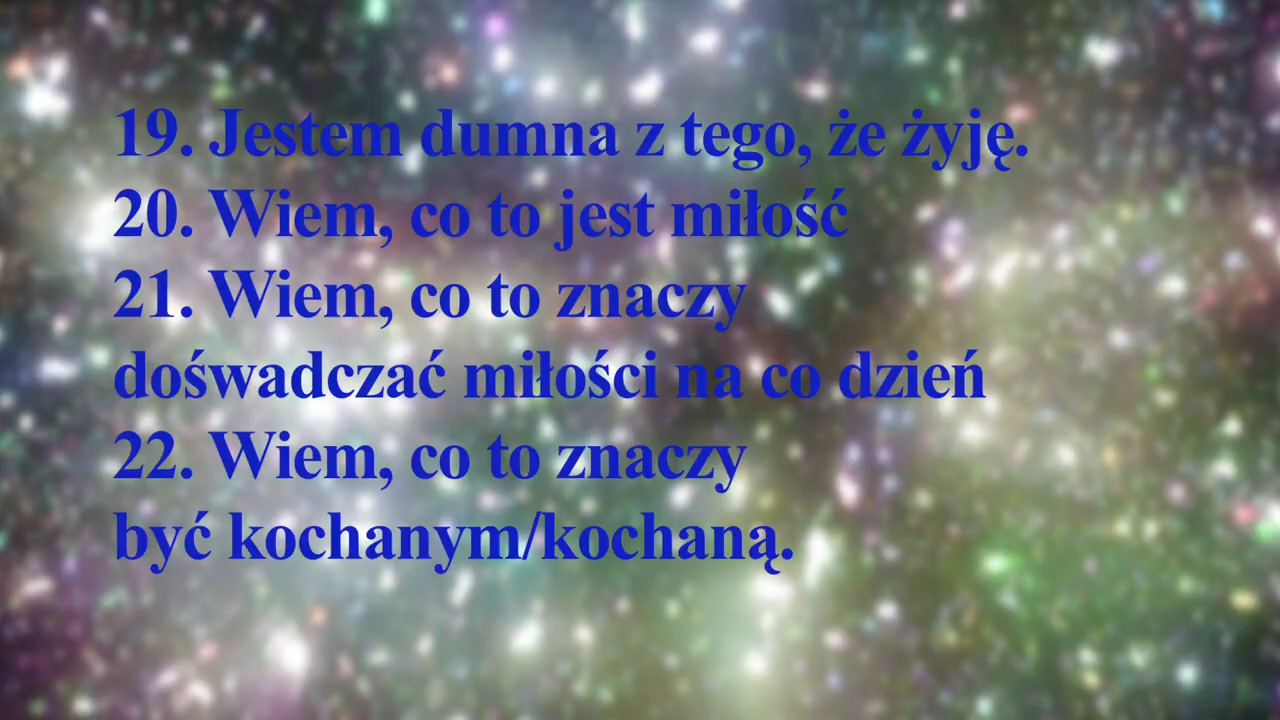 19. Jestem dumna z tego, że żyję.
20. Wiem, co to jest miłość
21. Wiem, co to znaczy
dośwadczać miłości na co dzień
22. Wiem, co to znaczy
być kochanym/kochaną.